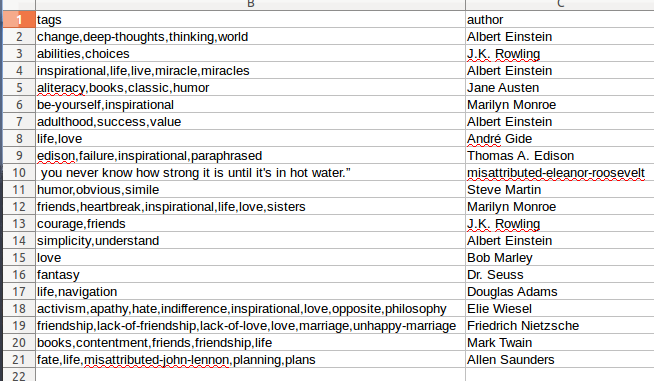 B C
1 tags author
2 change,deep-thoughts,thinking,world Albert Einstein
3 abilities,choices J.K. Rowling
4 inspirational,life,live,miracle,miracles Albert Einstein
5 aliteracy,books,classic,humor Jane Austen
6 be-yourself,inspirational Marilyn Monroe
7 adulthood,success,value Albert Einstein
8 life,love André Gide
9 edison,failure,inspirational,paraphrased Thomas A. Edison
10 you never know how strong it is until it's in hot water.” misattributed-eleanor-roosevelt
11 humor,obvious,simile Steve Martin
12 friends,heartbreak,inspirational,life,love,sisters Marilyn Monroe
13 courage,friends J.K. Rowling
14 simplicity,understand Albert Einstein
15 love Bob Marley
16 fantasy Dr. Seuss
17 life,navigation Douglas Adams
18 activism,apathy,hate,indifference,inspirational,love,opposite,philosophy Elie Wiesel
19 friendship,lack-of-friendship,lack-of-love,love,marriage,unhappy-marriage Friedrich Nietzsche
20 books,contentment,friends,friendship,life Mark Twain
21 fate,life,misattributed-john-lennon,planning,plans Allen Saunders
22